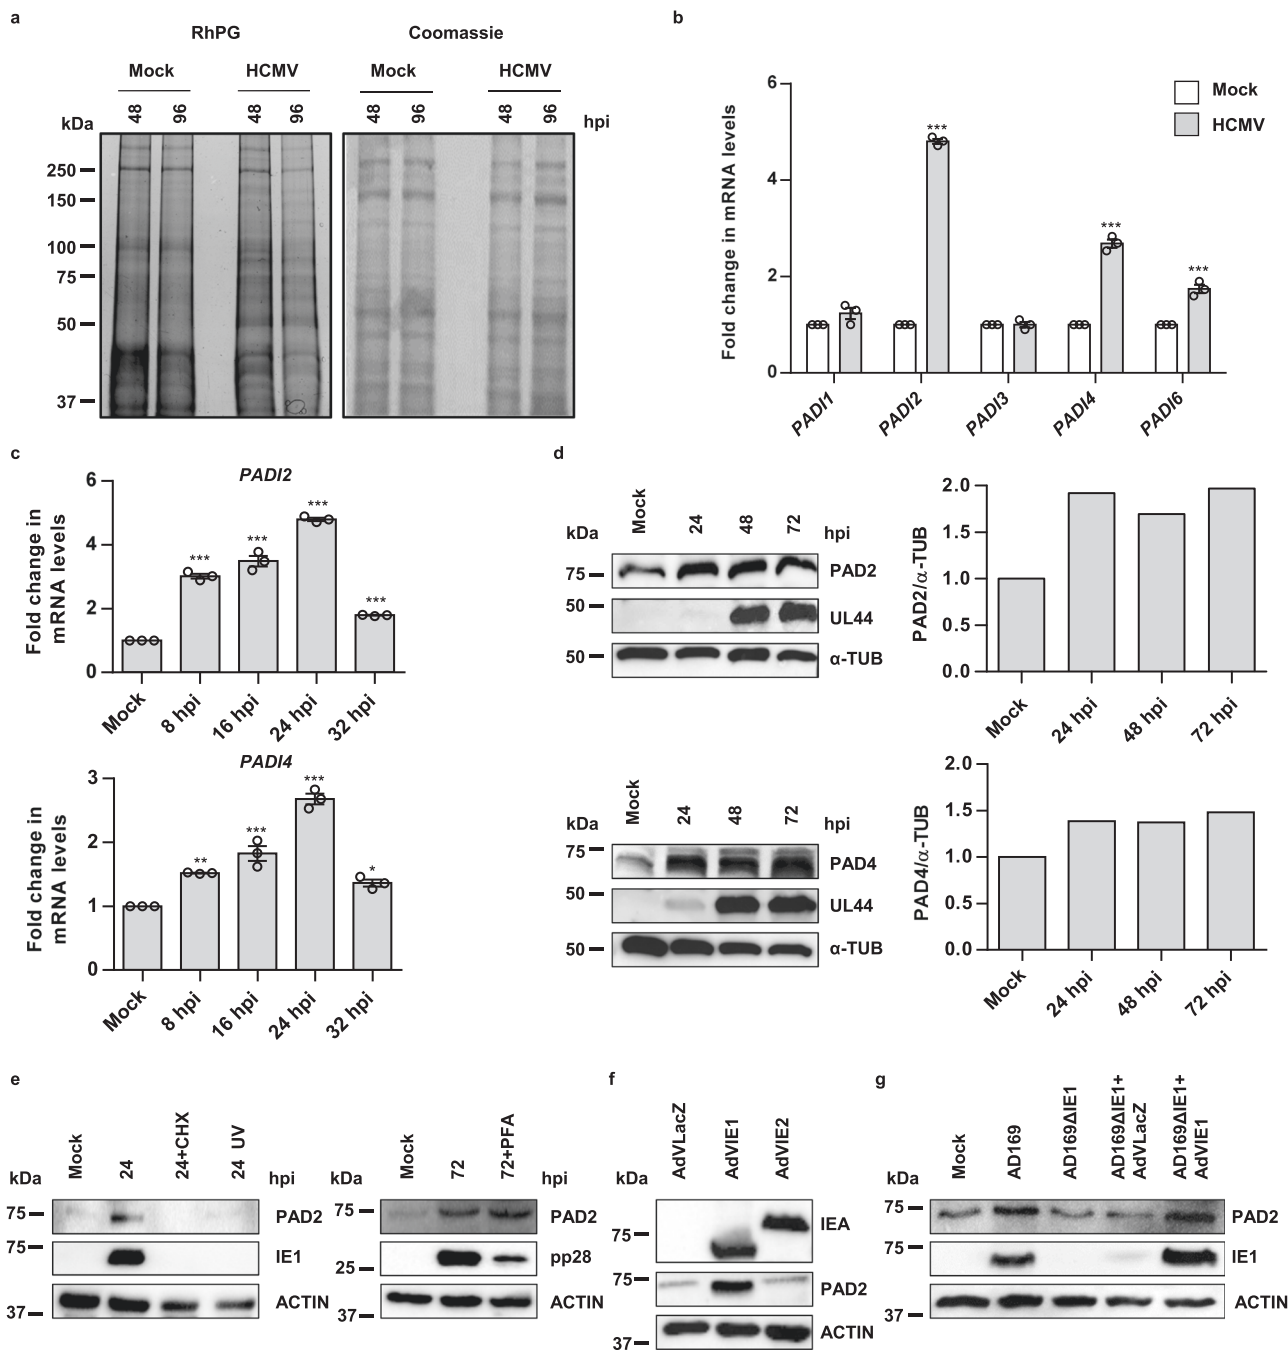 a
RhPG Coomassie
Mock HCMV Mock HCMV
kDa 48 96 48 96 48 96 48 96 hpi
250
150
100
75
50
37
b
Fold change in mRNA levels
6
4
2
0
Mock
HCMV
***
***
***
PADI1 PADI2 PADI3 PADI4 PADI6
c
PADI2
Fold change in
mRNA levels
6
4
2
0
***
***
***
***
Mock 8 hpi 16 hpi 24 hpi 32 hpi
PADI4
Fold change in
mRNA levels
3
2
1
0
**
***
***
*
Mock 8 hpi 16 hpi 24 hpi 32 hpi
d
kDa Mock 24 48 72 hpi
75 PAD2
50 UL44
50 α-TUB
PAD2/α-TUB
2.0
1.5
1.0
0.5
0.0
Mock 24 hpi 48 hpi 72 hpi
kDa Mock 24 48 72 hpi
75 PAD4
50 UL44
50 α-TUB
PAD4/α-TUB
2.0
1.5
1.0
0.5
0.0
Mock 24 hpi 48 hpi 72 hpi
e
kDa Mock 24 24+CHX 24 UV hpi
75 PAD2
75 IE1
37 ACTIN
kDa Mock 72 72+PFA hpi
75 PAD2
25 pp28
37 ACTIN
f
kDa AdVLacZ AdVIE1 AdVIE2
75 IEA
75 PAD2
37 ACTIN
g
kDa Mock AD169 AD169ΔIE1 AD169ΔIE1+ AdVLacZ AD169ΔIE1+ AdVIE1
75 PAD2
75 IE1
37 ACTIN